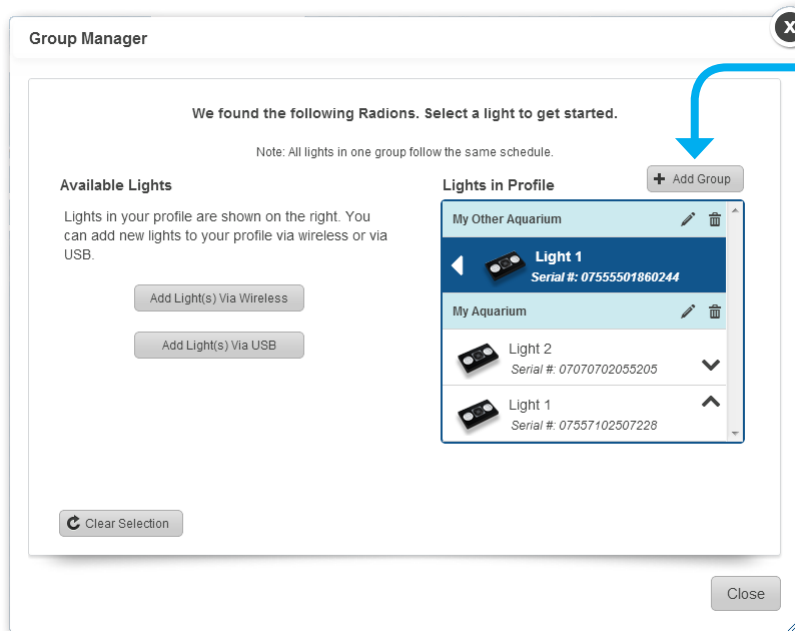 Group Manager
X
We found the following Radions. Select a light to get started.
Note: All lights in one group follow the same schedule.
Available Lights
Lights in your profile are shown on the right. You
can add new lights to your profile via wireless or via
USB.
Add Light(s) Via Wireless
Add Light(s) Via USB
Lights in Profile
+ Add Group
My Other Aquarium
Light 1
Serial #: 07555501860244
My Aquarium
Light 2
Serial #: 07070702055205
Light 1
Serial #: 07557102507228
Clear Selection
Close